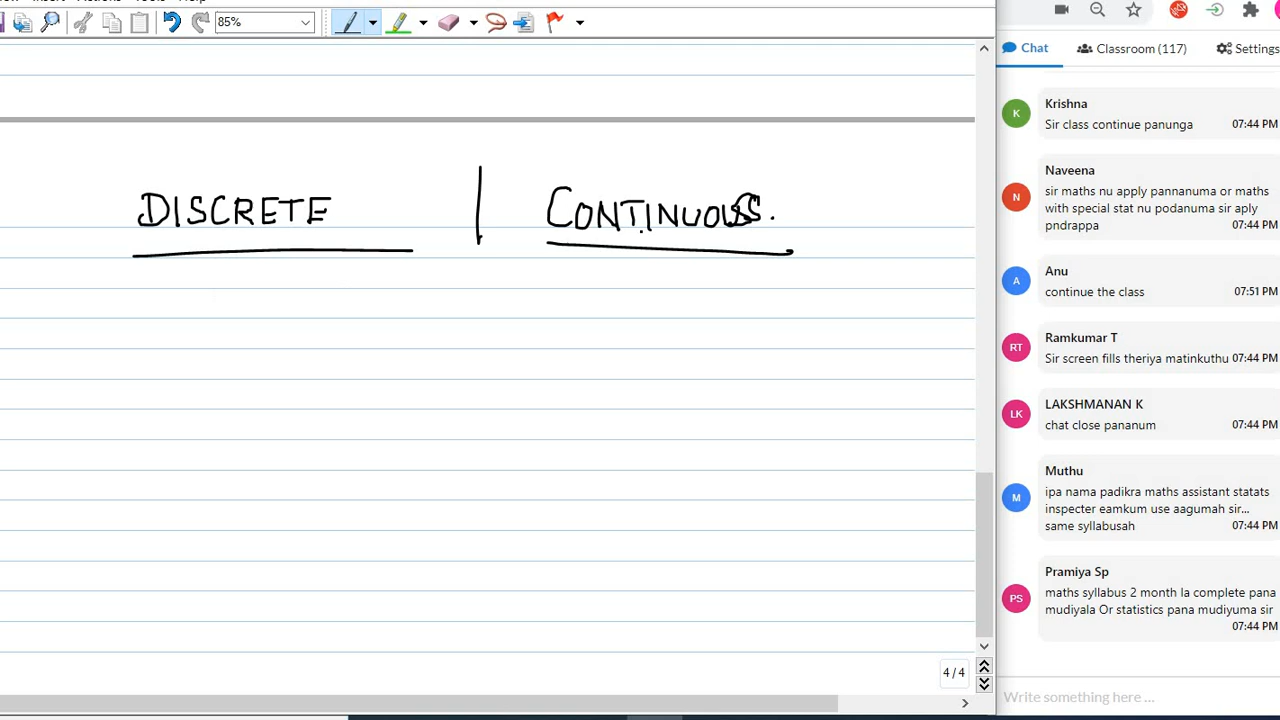 85%
DISCRETE | CONTINUOUS.
4/4
Chat
Classroom (117)
Settings
K
Krishna
Sir class continue panunga
07:44 PM
N
Naveena
sir maths nu apply pannanuma or maths
with special stat nu podanuma sir aply
pndrappa
07:44 PM
A
Anu
continue the class
07:51 PM
RT
Ramkumar T
Sir screen fills theriya matinkuthu 07:44 PM
LK
LAKSHMANAN K
chat close pananum
07:44 PM
M
Muthu
ipa nama padikra maths assistant statats
inspecter eamkum use aagumah sir...
same syllabusah
07:44 PM
PS
Pramiya Sp
maths syllabus 2 month la complete pana
mudiyala Or statistics pana mudiyuma sir
07:44 PM
Write something here ...